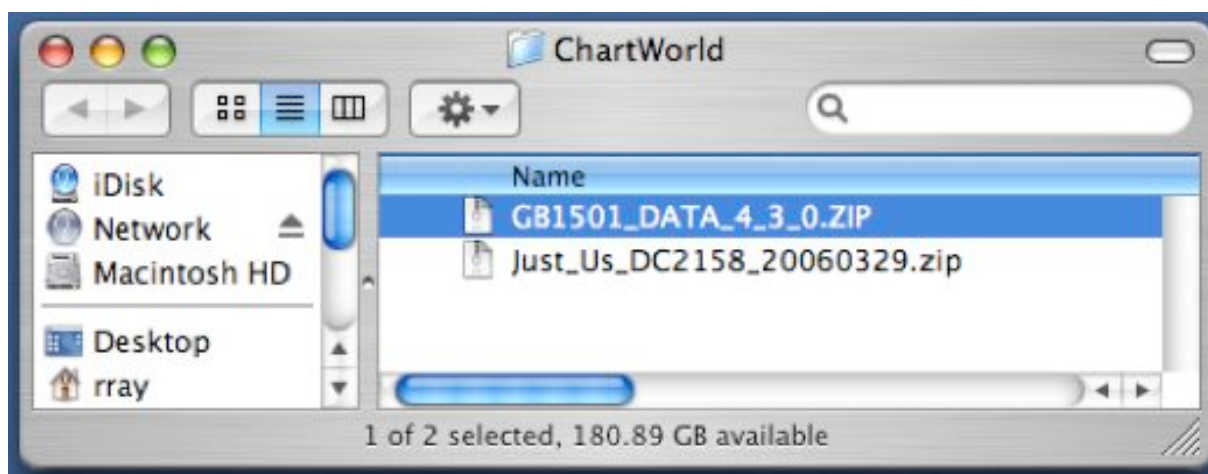 ChartWorld
iDisk
Network
Macintosh HD
Desktop
rray
Name
GB1501_DATA_4_3_0.ZIP
Just_Us_DC2158_20060329.zip
1 of 2 selected, 180.89 GB available